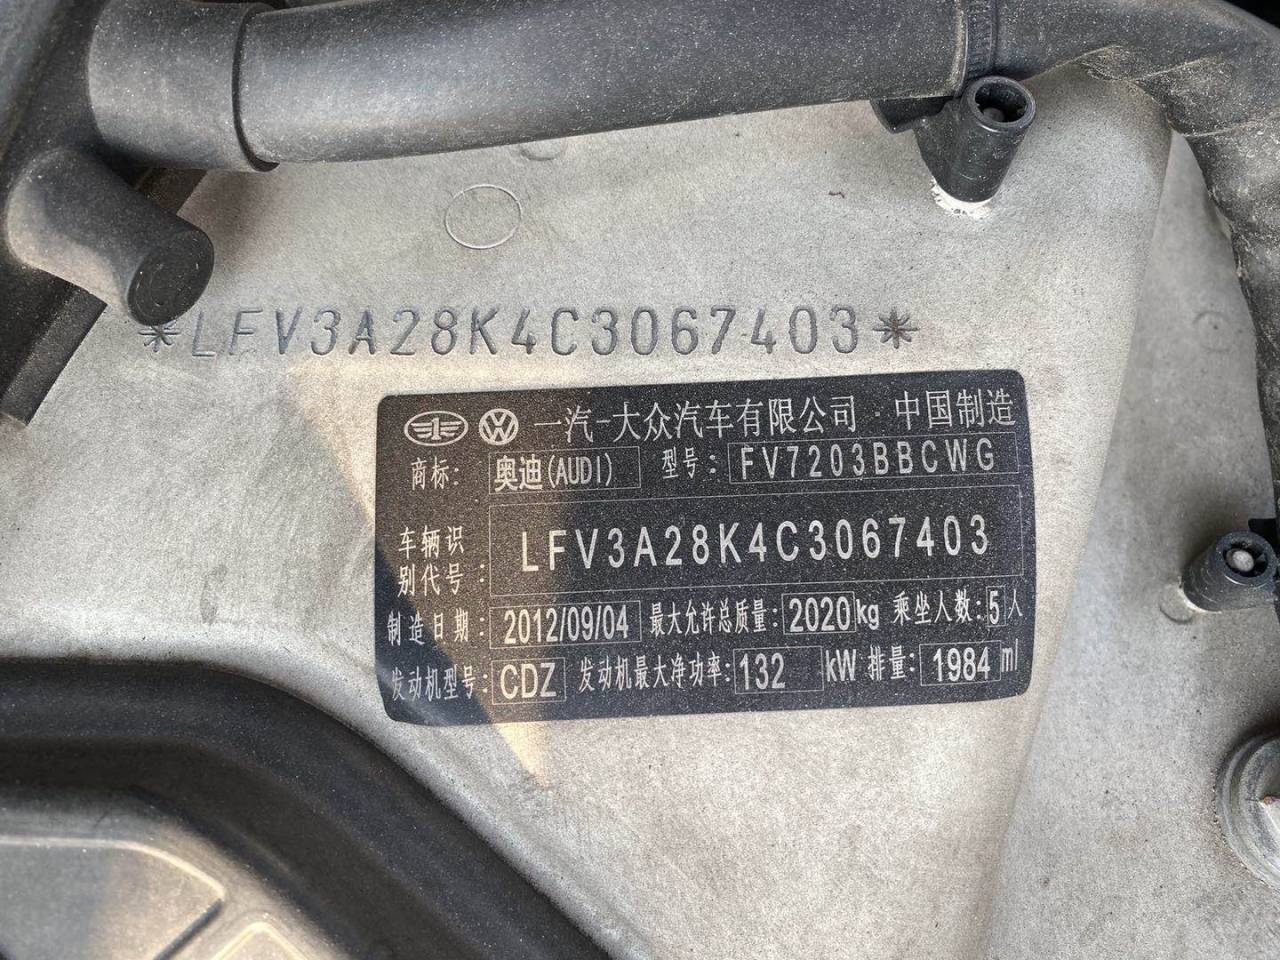 *LFV3A28K4C3067403*
一汽-大众汽车有限公司·中国制造
商标: 奥迪(AUDI) 型号: FV7203BBCWG
车辆识别代号: LFV3A28K4C3067403
制造日期: 2012/09/04 最大允许总质量: 2020kg 乘坐人数: 5人
发动机型号: CDZ 发动机最大净功率: 132 kW 排量: 1984 ml